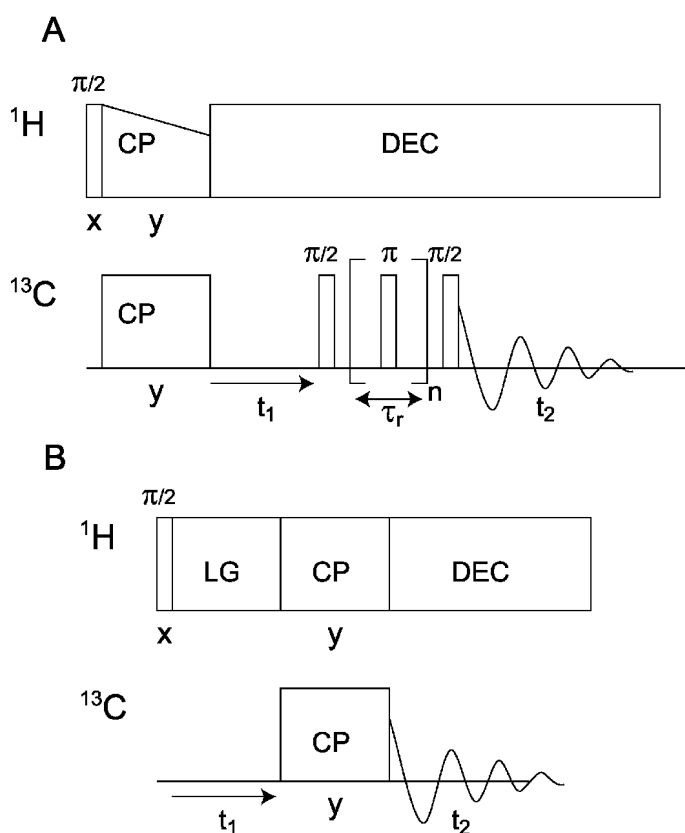 A
π/2
¹H
CP
DEC
x
y
π/2
π
π/2
¹³C
CP
y
t₁
τᵣ
n
t₂
B
π/2
¹H
LG
CP
DEC
x
y
¹³C
CP
t₁
y
t₂